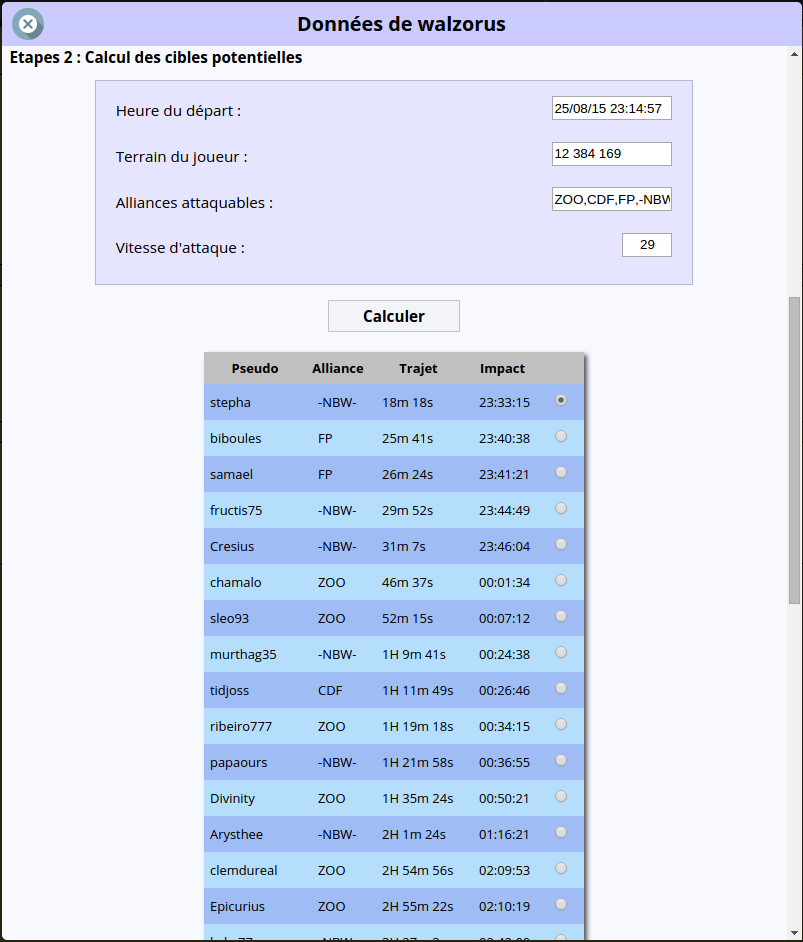 Données de walzorus
Etapes 2 : Calcul des cibles potentielles
Heure du départ : 25/08/15 23:14:57
Terrain du joueur : 12 384 169
Alliances attaquables : ZOO,CDF,FP,-NBW
Vitesse d'attaque : 29
Calculer
Pseudo Alliance Trajet Impact
stepha -NBW- 18m 18s 23:33:15
biboules FP 25m 41s 23:40:38
samael FP 26m 24s 23:41:21
fructis75 -NBW- 29m 52s 23:44:49
Cresius -NBW- 31m 7s 23:46:04
chamalo ZOO 46m 37s 00:01:34
sleo93 ZOO 52m 15s 00:07:12
murthag35 -NBW- 1H 9m 41s 00:24:38
tidjoss CDF 1H 11m 49s 00:26:46
ribeiro777 ZOO 1H 19m 18s 00:34:15
papaours -NBW- 1H 21m 58s 00:36:55
Divinity ZOO 1H 35m 24s 00:50:21
Arysthee -NBW- 2H 1m 24s 01:16:21
clemdureal ZOO 2H 54m 56s 02:09:53
Epicurius ZOO 2H 55m 22s 02:10:19